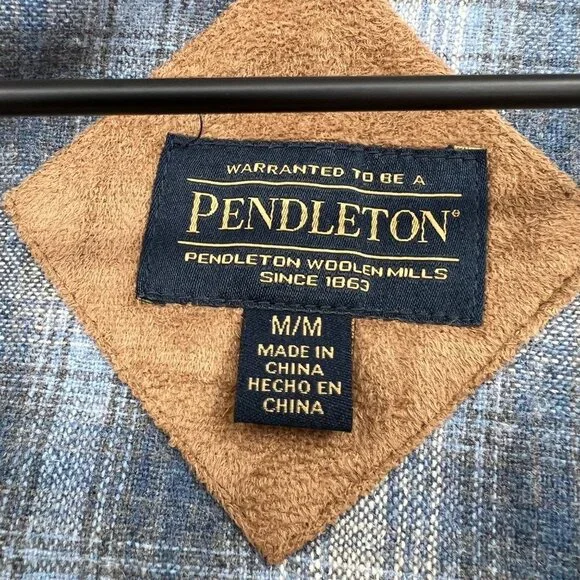 WARRANTED TO BE A
PENDLETON®
PENDLETON WOOLEN MILLS
SINCE 1863
M/M
MADE IN
CHINA
HECHO EN
CHINA